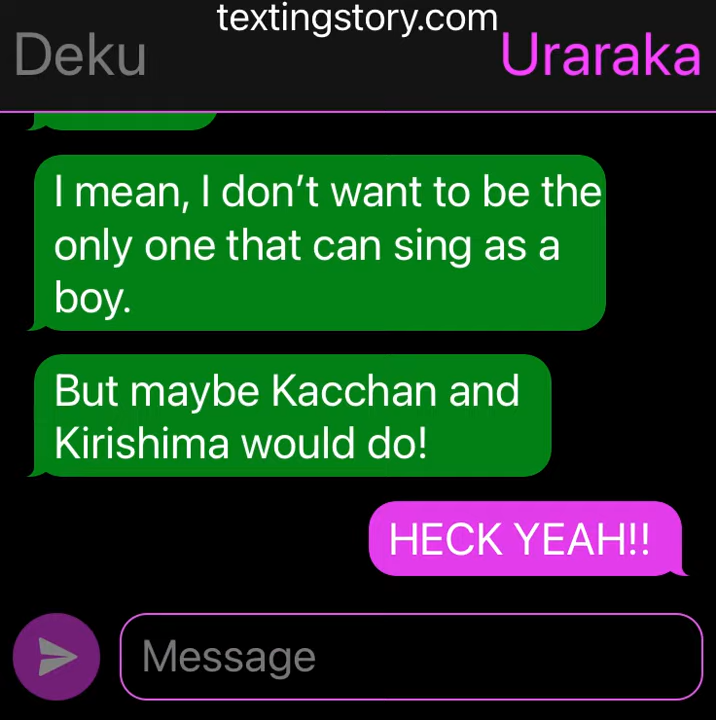 textingstory.com
Deku
Uraraka
I mean, I don’t want to be the
only one that can sing as a
boy.
But maybe Kacchan and
Kirishima would do!
HECK YEAH!!
Message